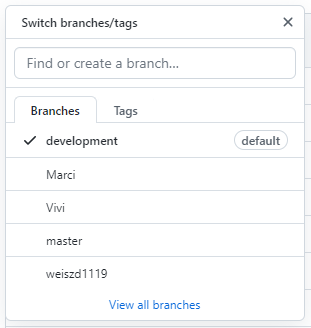 Switch branches/tags
Find or create a branch...
Branches Tags
development default
Marci
Vivi
master
weiszd1119
View all branches